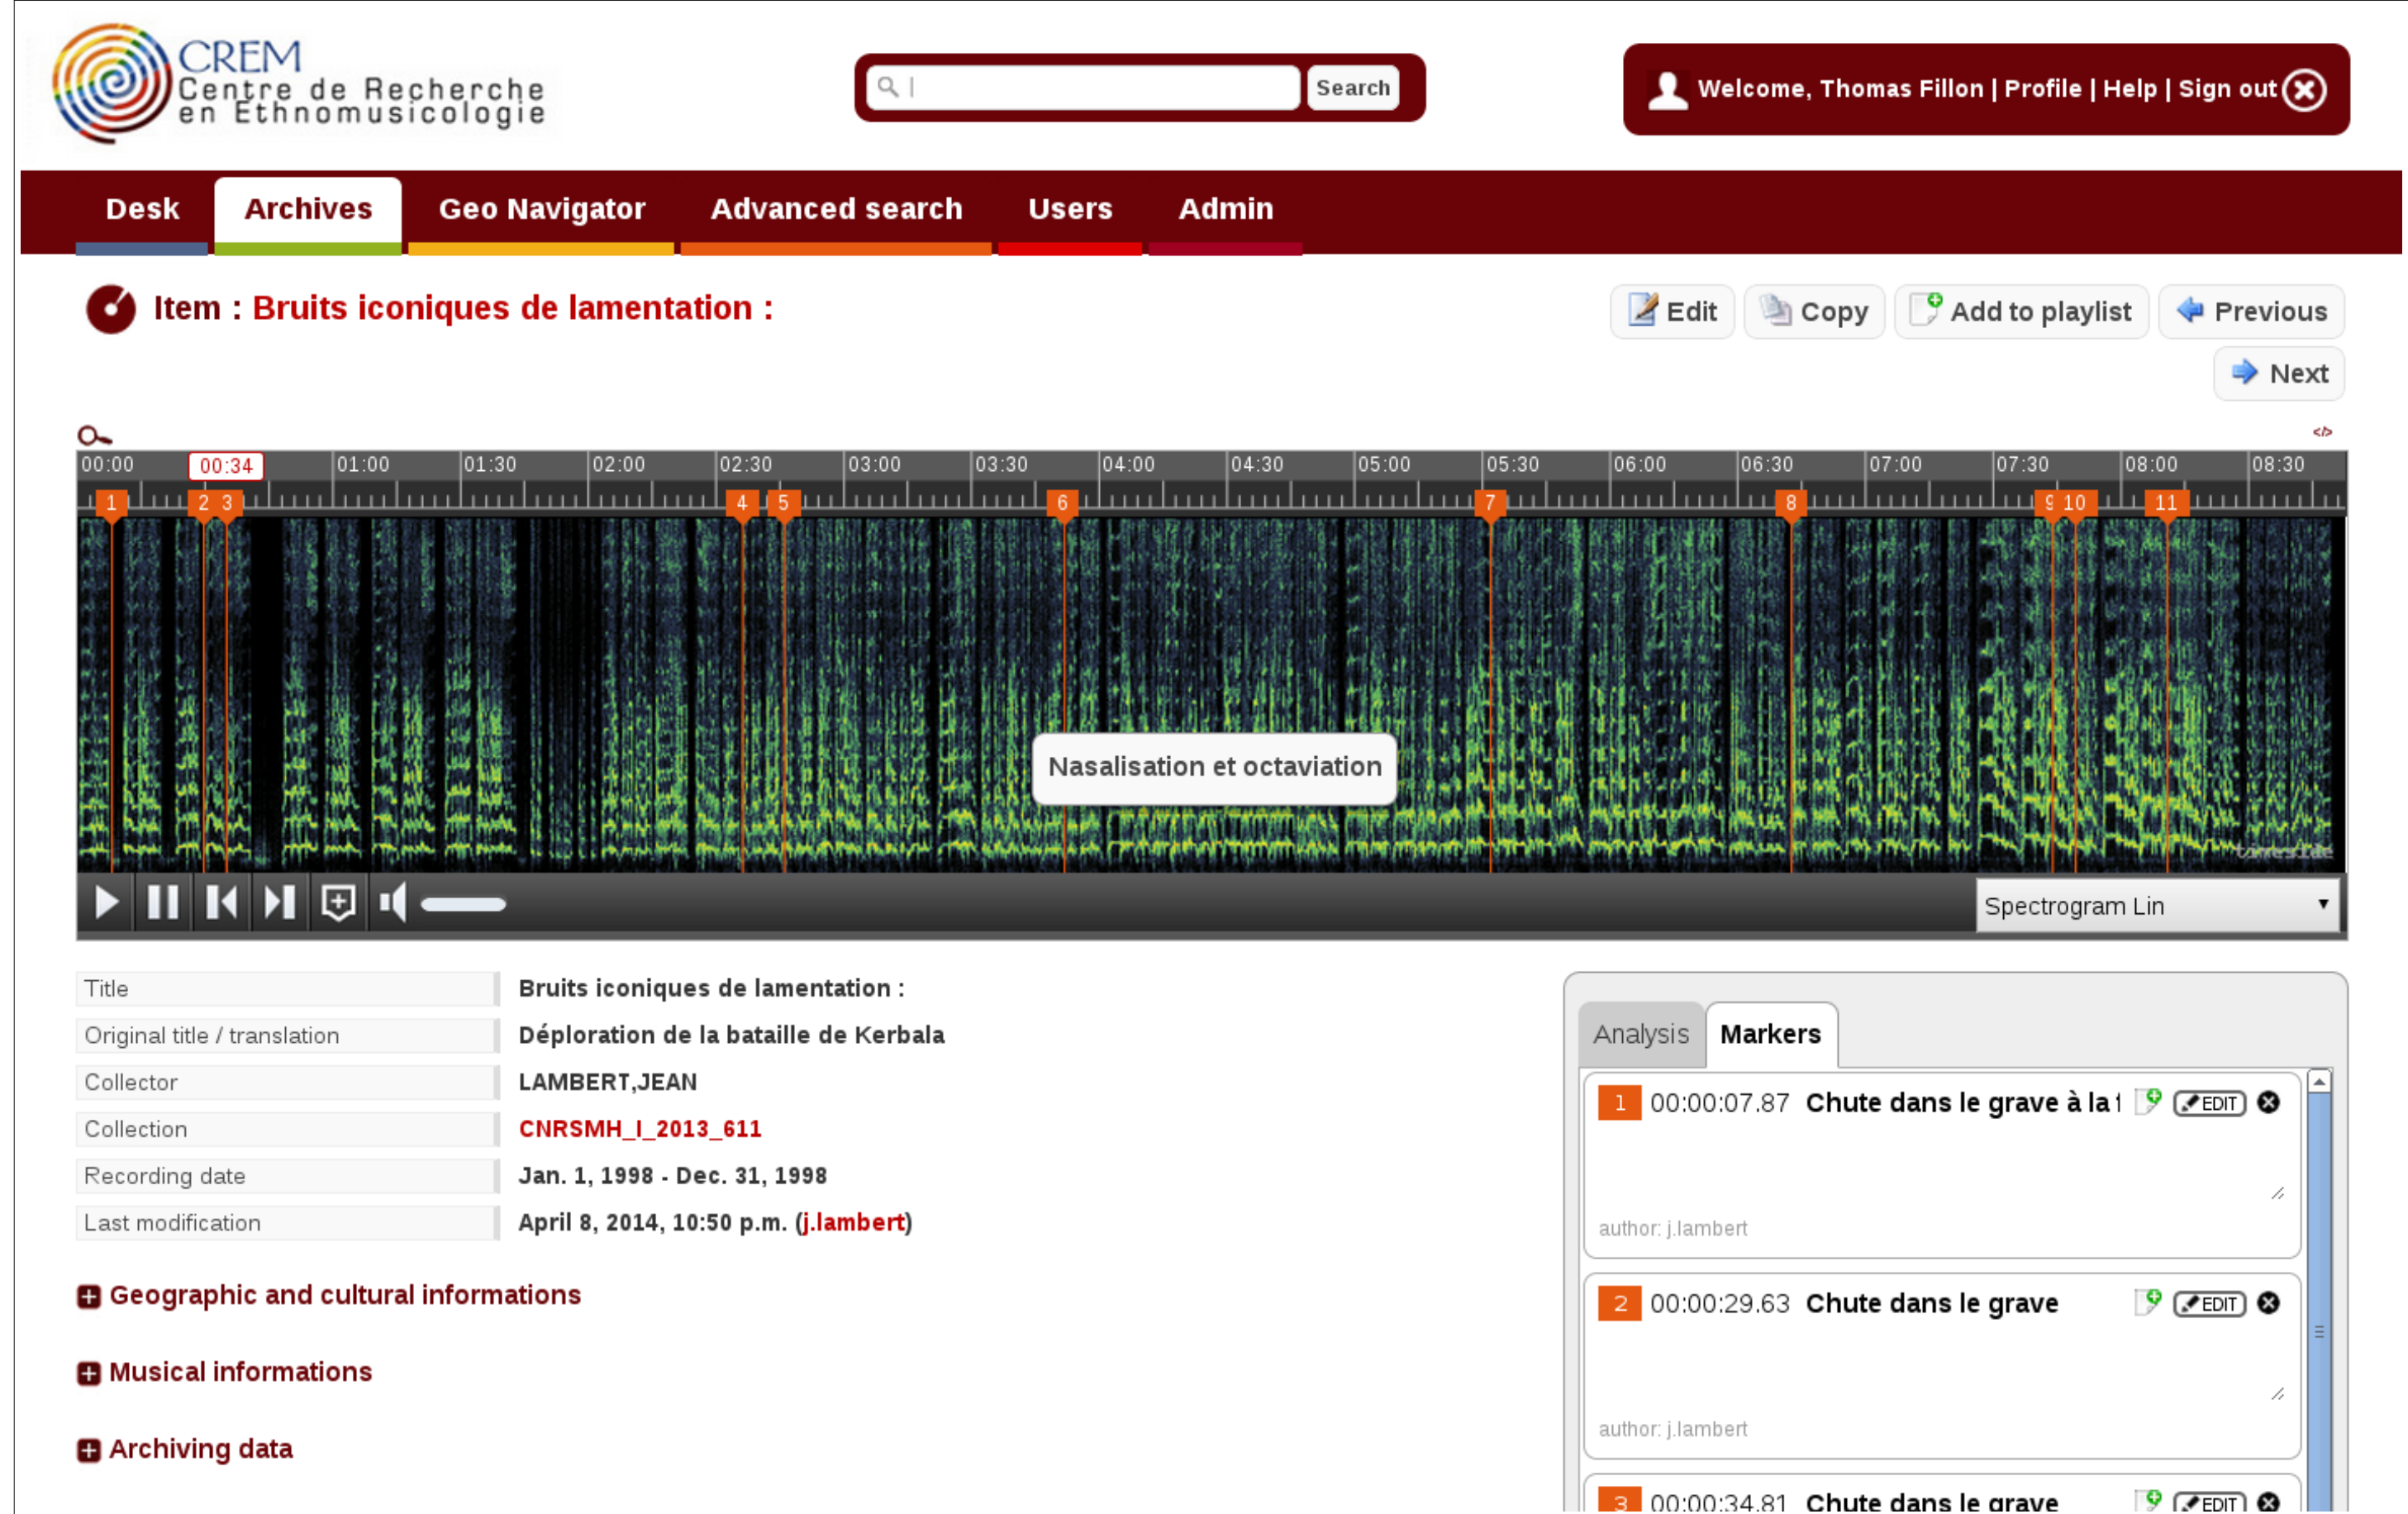 CREM
Centre de Recherche
en Ethnomusicologie
Search
Welcome, Thomas Fillon | Profile | Help | Sign out
Desk Archives Geo Navigator Advanced search Users Admin
Item : Bruits iconiques de lamentation :
Edit Copy Add to playlist Previous
Next
</>
00:00 00:34 01:00 01:30 02:00 02:30 03:00 03:30 04:00 04:30 05:00 05:30 06:00 06:30 07:00 07:30 08:00 08:30
1 2 3 4 5 6 7 8 9 10 11
Nasalisation et octaviation
Spectrogram Lin
Title Bruits iconiques de lamentation :
Original title / translation Déploration de la bataille de Kerbala
Collector LAMBERT,JEAN
Collection CNRSMH_I_2013_611
Recording date Jan. 1, 1998 - Dec. 31, 1998
Last modification April 8, 2014, 10:50 p.m. (j.lambert)
Geographic and cultural informations
Musical informations
Archiving data
Analysis Markers
1 00:00:07.87 Chute dans le grave à la EDIT
author: j.lambert
2 00:00:29.63 Chute dans le grave EDIT
author: j.lambert
3 00:00:34.81 Chute dans le grave EDIT